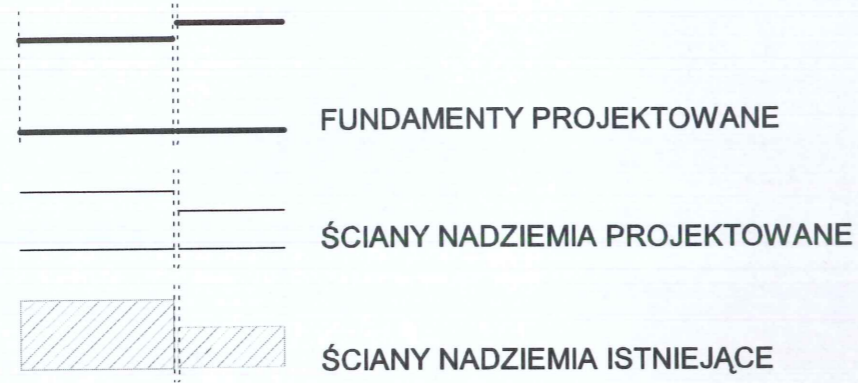 FUNDAMENTY PROJEKTOWANE
ŚCIANY NADZIEMIA PROJEKTOWANE
ŚCIANY NADZIEMIA ISTNIEJĄCE